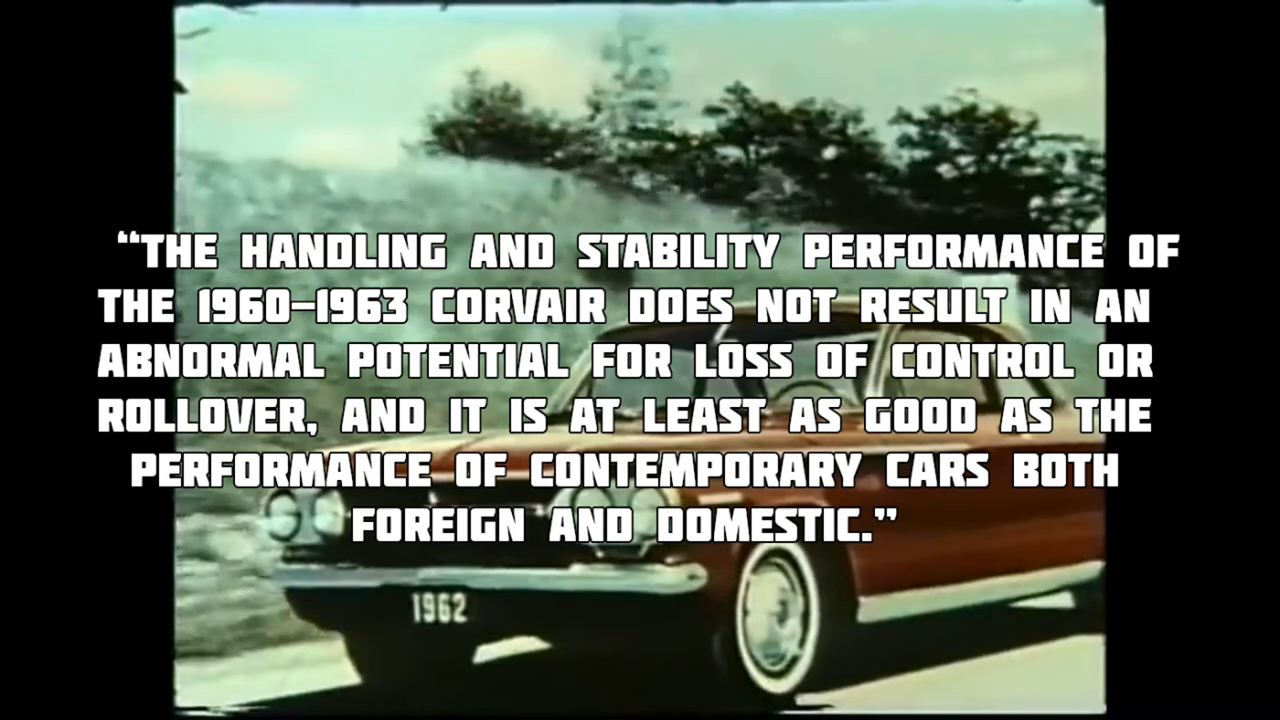 “THE HANDLING AND STABILITY PERFORMANCE OF
THE 1960–1963 CORVAIR DOES NOT RESULT IN AN
ABNORMAL POTENTIAL FOR LOSS OF CONTROL OR
ROLLOVER, AND IT IS AT LEAST AS GOOD AS THE
PERFORMANCE OF CONTEMPORARY CARS BOTH
FOREIGN AND DOMESTIC.”
1962